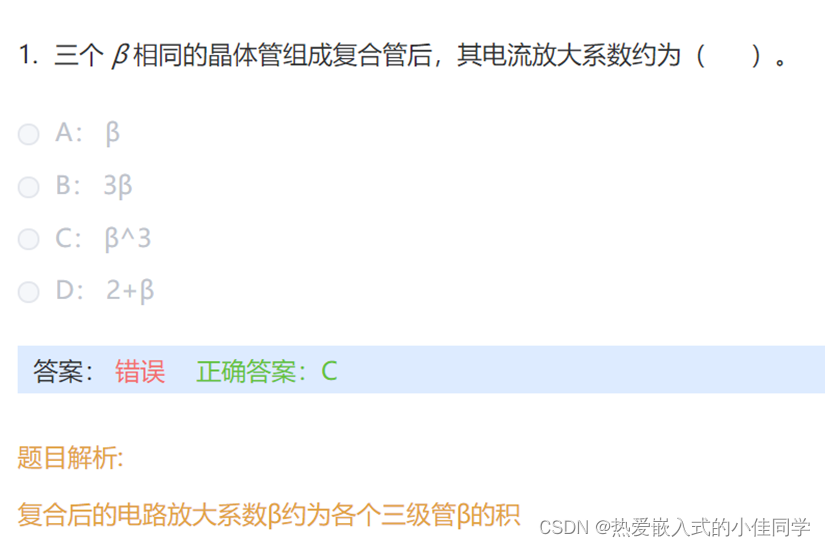 1. 三个 β 相同的晶体管组成复合管后，其电流放大系数约为（ ）。
A： β
B： 3β
C： β^3
D： 2+β
答案： 错误 正确答案：C
题目解析:
复合后的电路放大系数β约为各个三级管β的积
CSDN @热爱嵌入式的小佳同学